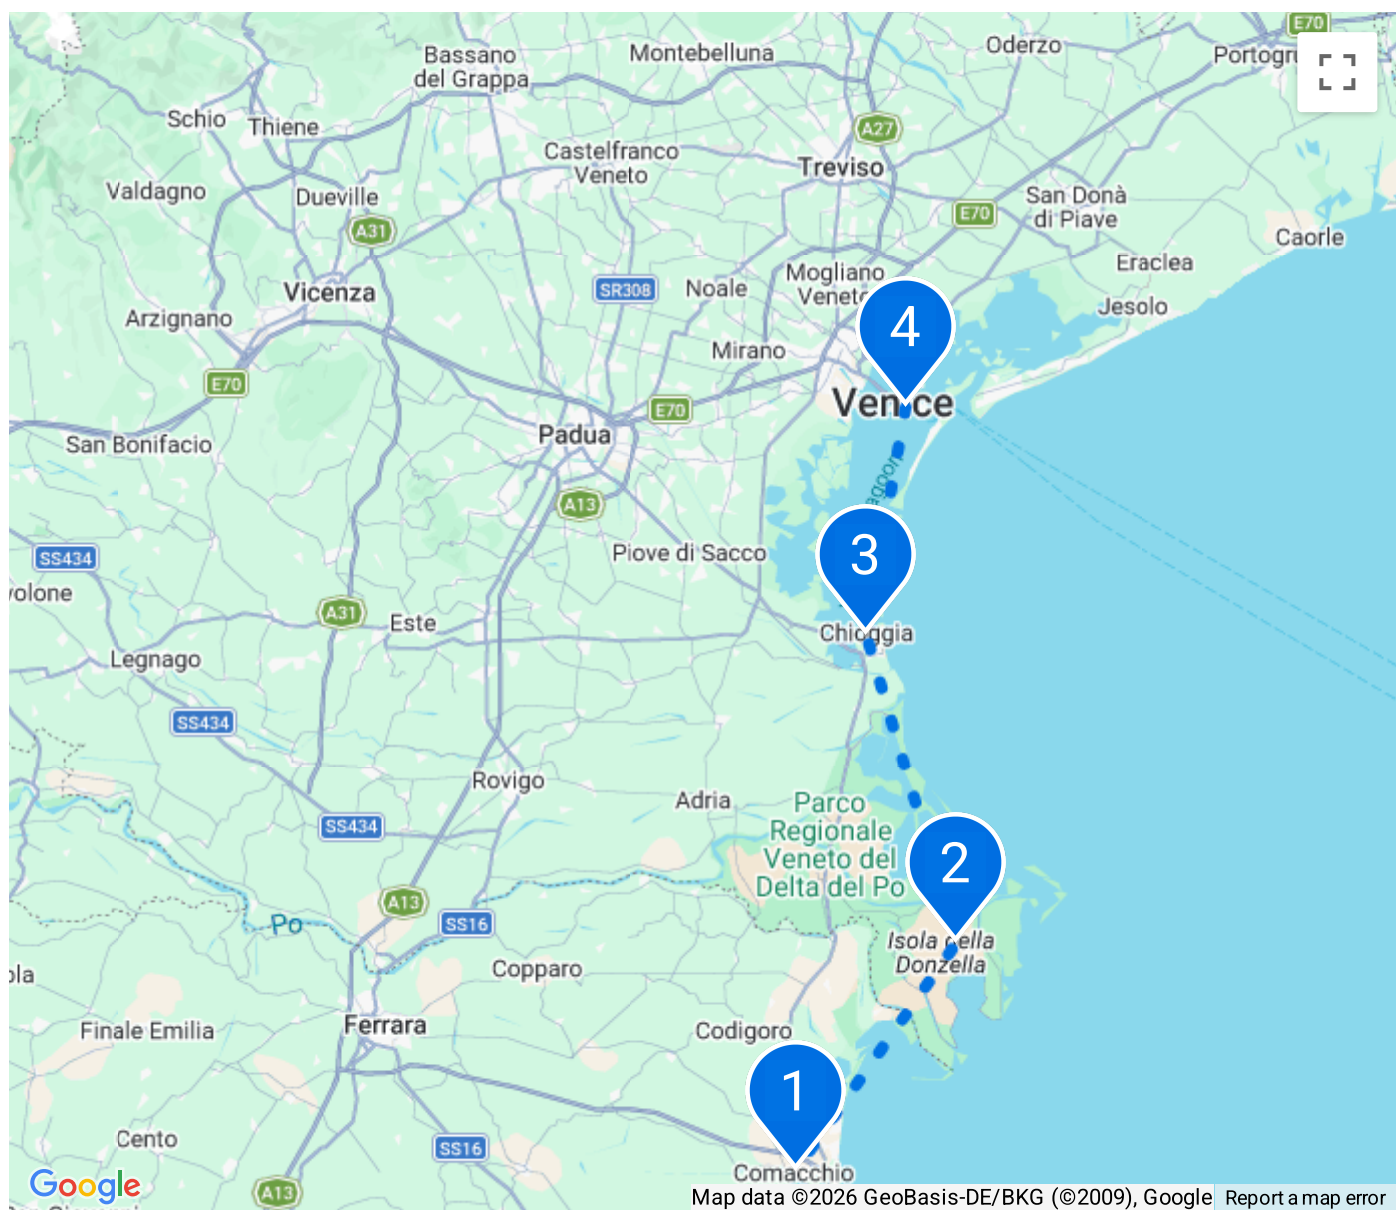 E70
Oderzo
Bassano
del Grappa
Montebelluna
Portogru
Schio
Thiene
A27
Castelfranco
Veneto
Treviso
Valdagno
Dueville
San Donà
di Piave
E70
A31
Caorle
Mogliano
Veneto
Eraclea
Vicenza
SR308
Noale
Jesolo
Arzignano
4
Mirano
E70
E70
Venice
San Bonifacio
Padua
A13
3
Piove di Sacco
SS434
volone
A31
Este
Chioggia
Legnago
SS434
Rovigo
Adria
Parco
Regionale
Veneto del
Delta del Po
SS434
2
A13
SS16
Po
Isola della
Donzella
ola
Copparo
Finale Emilia
Ferrara
Codigoro
1
Cento
SS16
Comacchio
Google
A13
Map data ©2026 GeoBasis-DE/BKG (©2009), Google
Report a map error